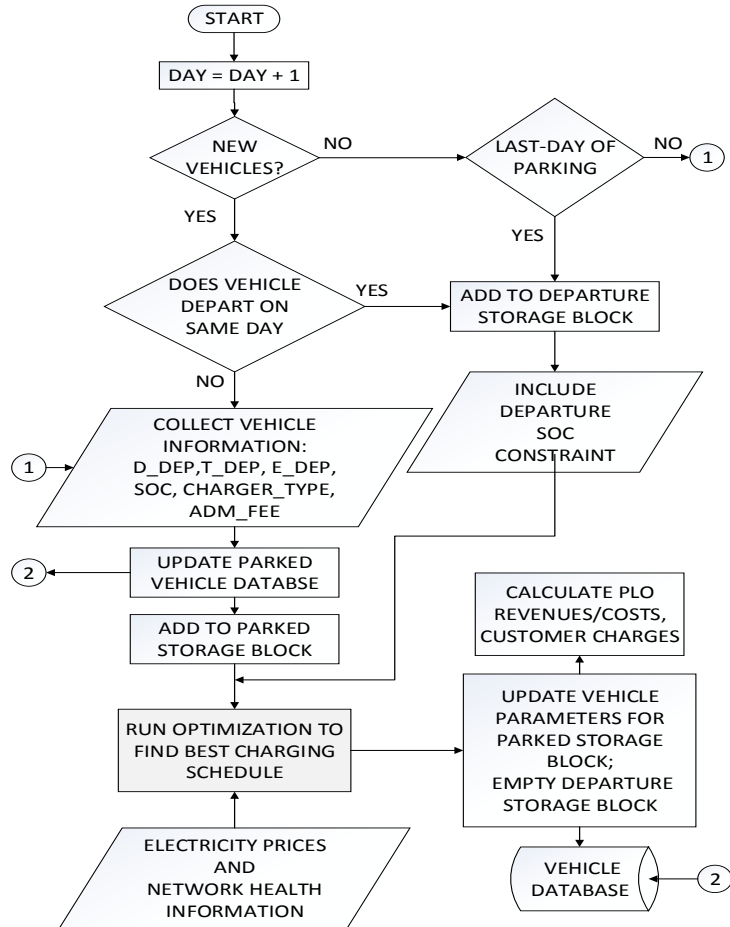 START
DAY = DAY + 1
NEW
VEHICLES?
NO
LAST-DAY OF
PARKING
NO
1
YES
YES
DOES VEHICLE
DEPART ON
SAME DAY
YES
ADD TO DEPARTURE
STORAGE BLOCK
NO
INCLUDE
DEPARTURE
SOC
CONSTRAINT
COLLECT VEHICLE
INFORMATION:
D_DEP,T_DEP, E_DEP,
SOC, CHARGER_TYPE,
ADM_FEE
1
UPDATE PARKED
VEHICLE DATABSE
2
ADD TO PARKED
STORAGE BLOCK
CALCULATE PLO
REVENUES/COSTS,
CUSTOMER CHARGES
RUN OPTIMIZATION TO
FIND BEST CHARGING
SCHEDULE
UPDATE VEHICLE
PARAMETERS FOR
PARKED STORAGE
BLOCK;
EMPTY DEPARTURE
STORAGE BLOCK
ELECTRICITY PRICES
AND
NETWORK HEALTH
INFORMATION
VEHICLE
DATABASE
2